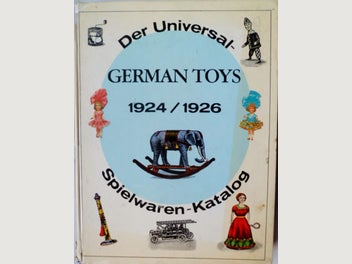 Der Universal-
GERMAN TOYS
1924/1926
Spielwaren-Katalog